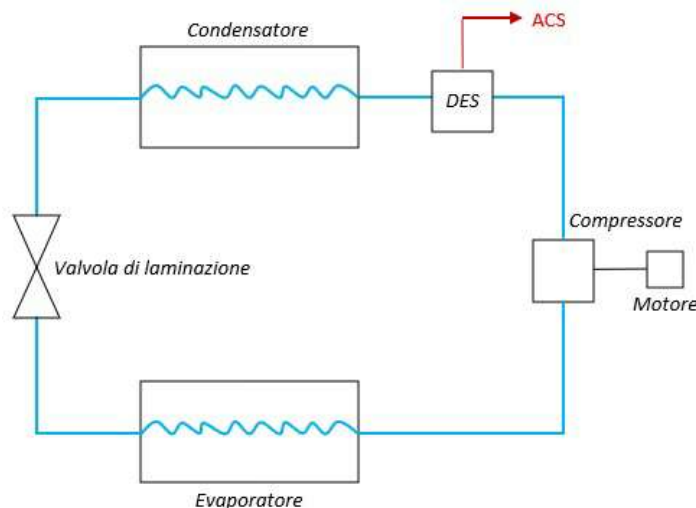 Condensatore
ACS
DES
Compressore
Valvola di laminazione
Motore
Evaporatore